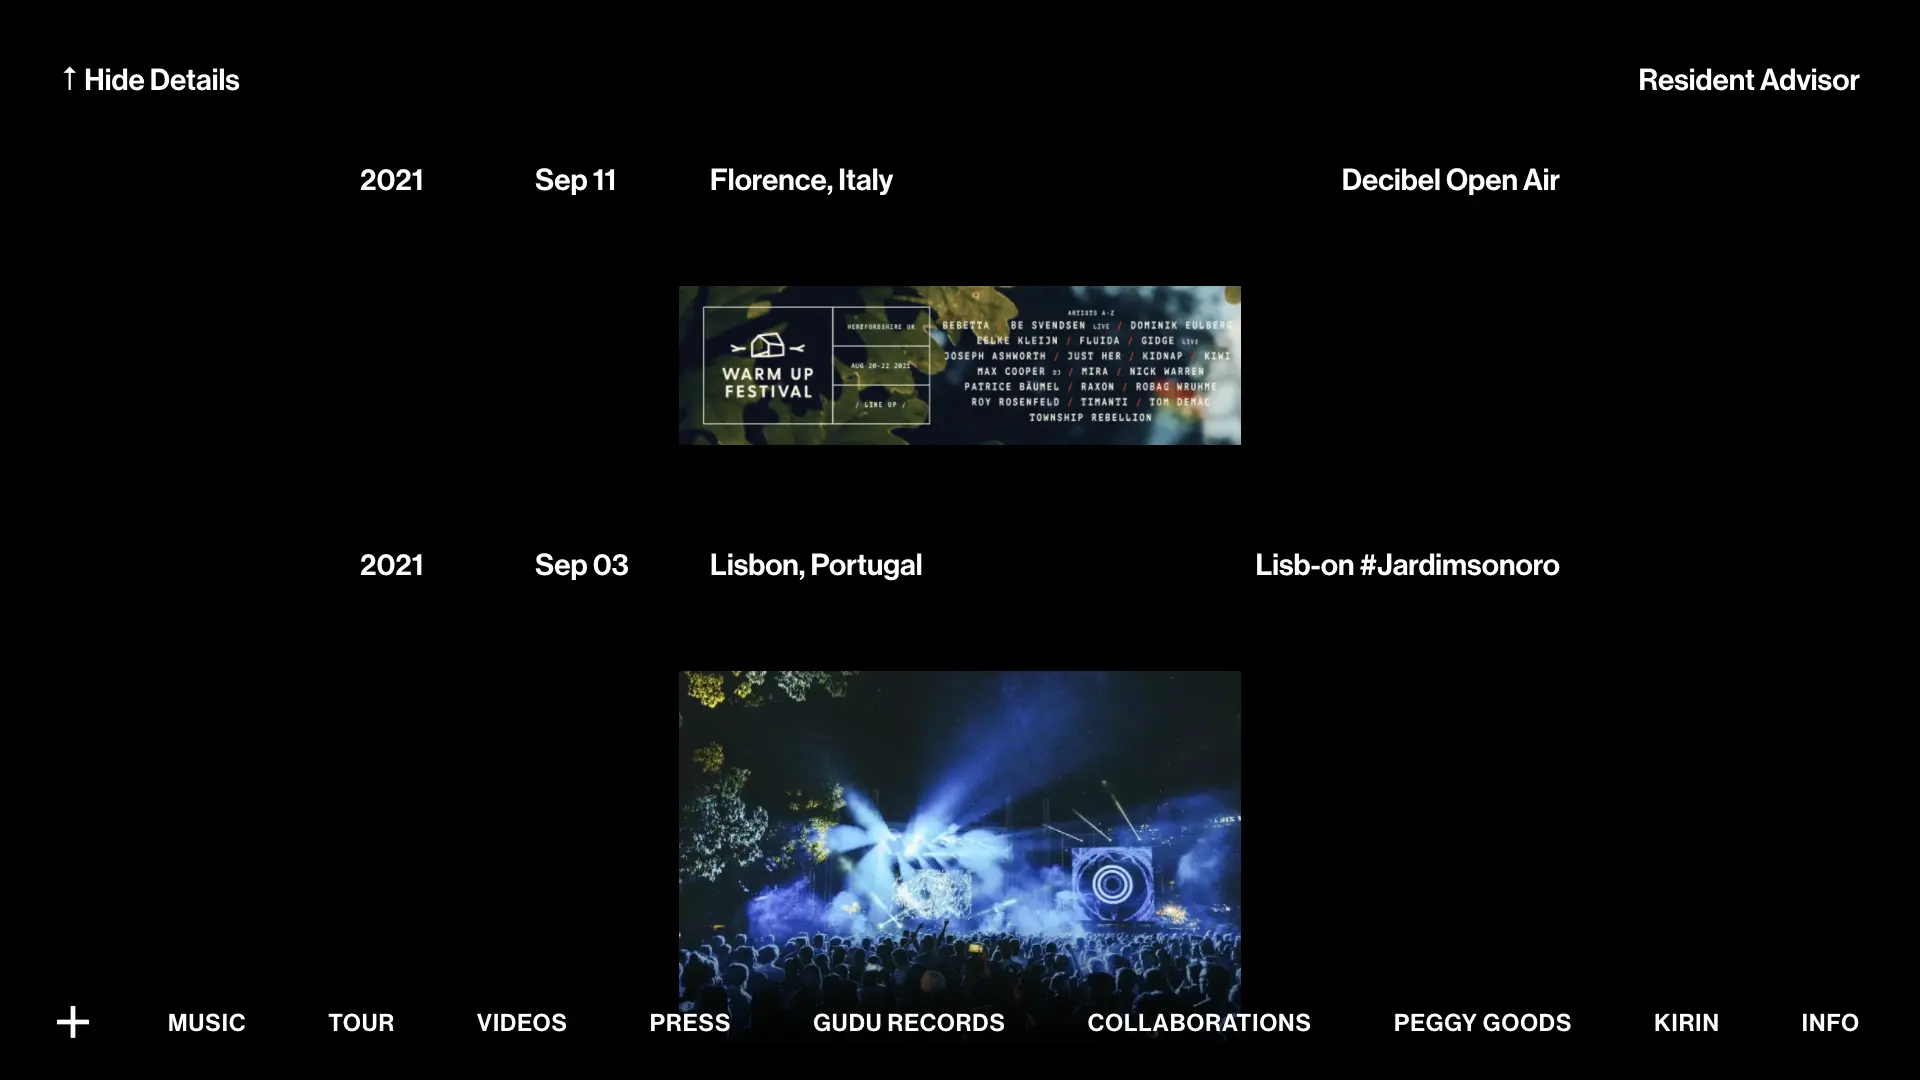 ↑ Hide Details
Resident Advisor
2021 Sep 11 Florence, Italy Decibel Open Air
WARM UP
FESTIVAL
HERTFORDSHIRE UK
AUG 20-22 2021
/ LINE UP /
ARTISTS A-Z
BEBETTA / BE SVENDSEN LIVE / DOMINIK EULBERG
EELKE KLEIJN / FLUIDA / GIDGE LIVE
JOSEPH ASHWORTH / JUST HER / KIDNAP / KIWI
MAX COOPER DJ / MIRA / NICK WARREN
PATRICE BÄUMEL / RAXON / ROBAG WRUHME
ROY ROSENFELD / TIMANTI / TOM DEMAC
TOWNSHIP REBELLION
2021 Sep 03 Lisbon, Portugal Lisb-on #Jardimsonoro
MUSIC TOUR VIDEOS PRESS GUDU RECORDS COLLABORATIONS PEGGY GOODS KIRIN INFO